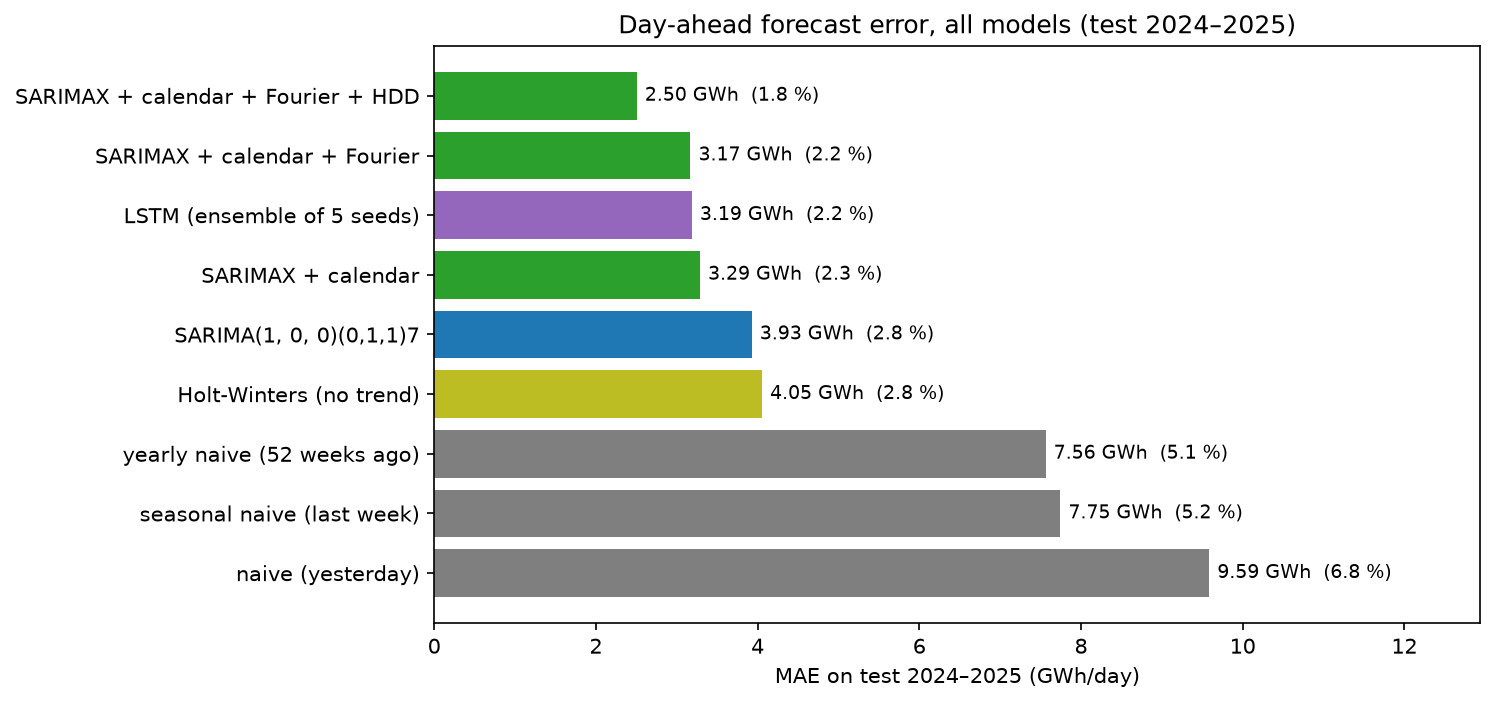 Day-ahead forecast error, all models (test 2024–2025)
SARIMAX + calendar + Fourier + HDD 2.50 GWh (1.8 %)
SARIMAX + calendar + Fourier 3.17 GWh (2.2 %)
LSTM (ensemble of 5 seeds) 3.19 GWh (2.2 %)
SARIMAX + calendar 3.29 GWh (2.3 %)
SARIMA(1, 0, 0)(0,1,1)7 3.93 GWh (2.8 %)
Holt-Winters (no trend) 4.05 GWh (2.8 %)
yearly naive (52 weeks ago) 7.56 GWh (5.1 %)
seasonal naive (last week) 7.75 GWh (5.2 %)
naive (yesterday) 9.59 GWh (6.8 %)
0 2 4 6 8 10 12
MAE on test 2024–2025 (GWh/day)